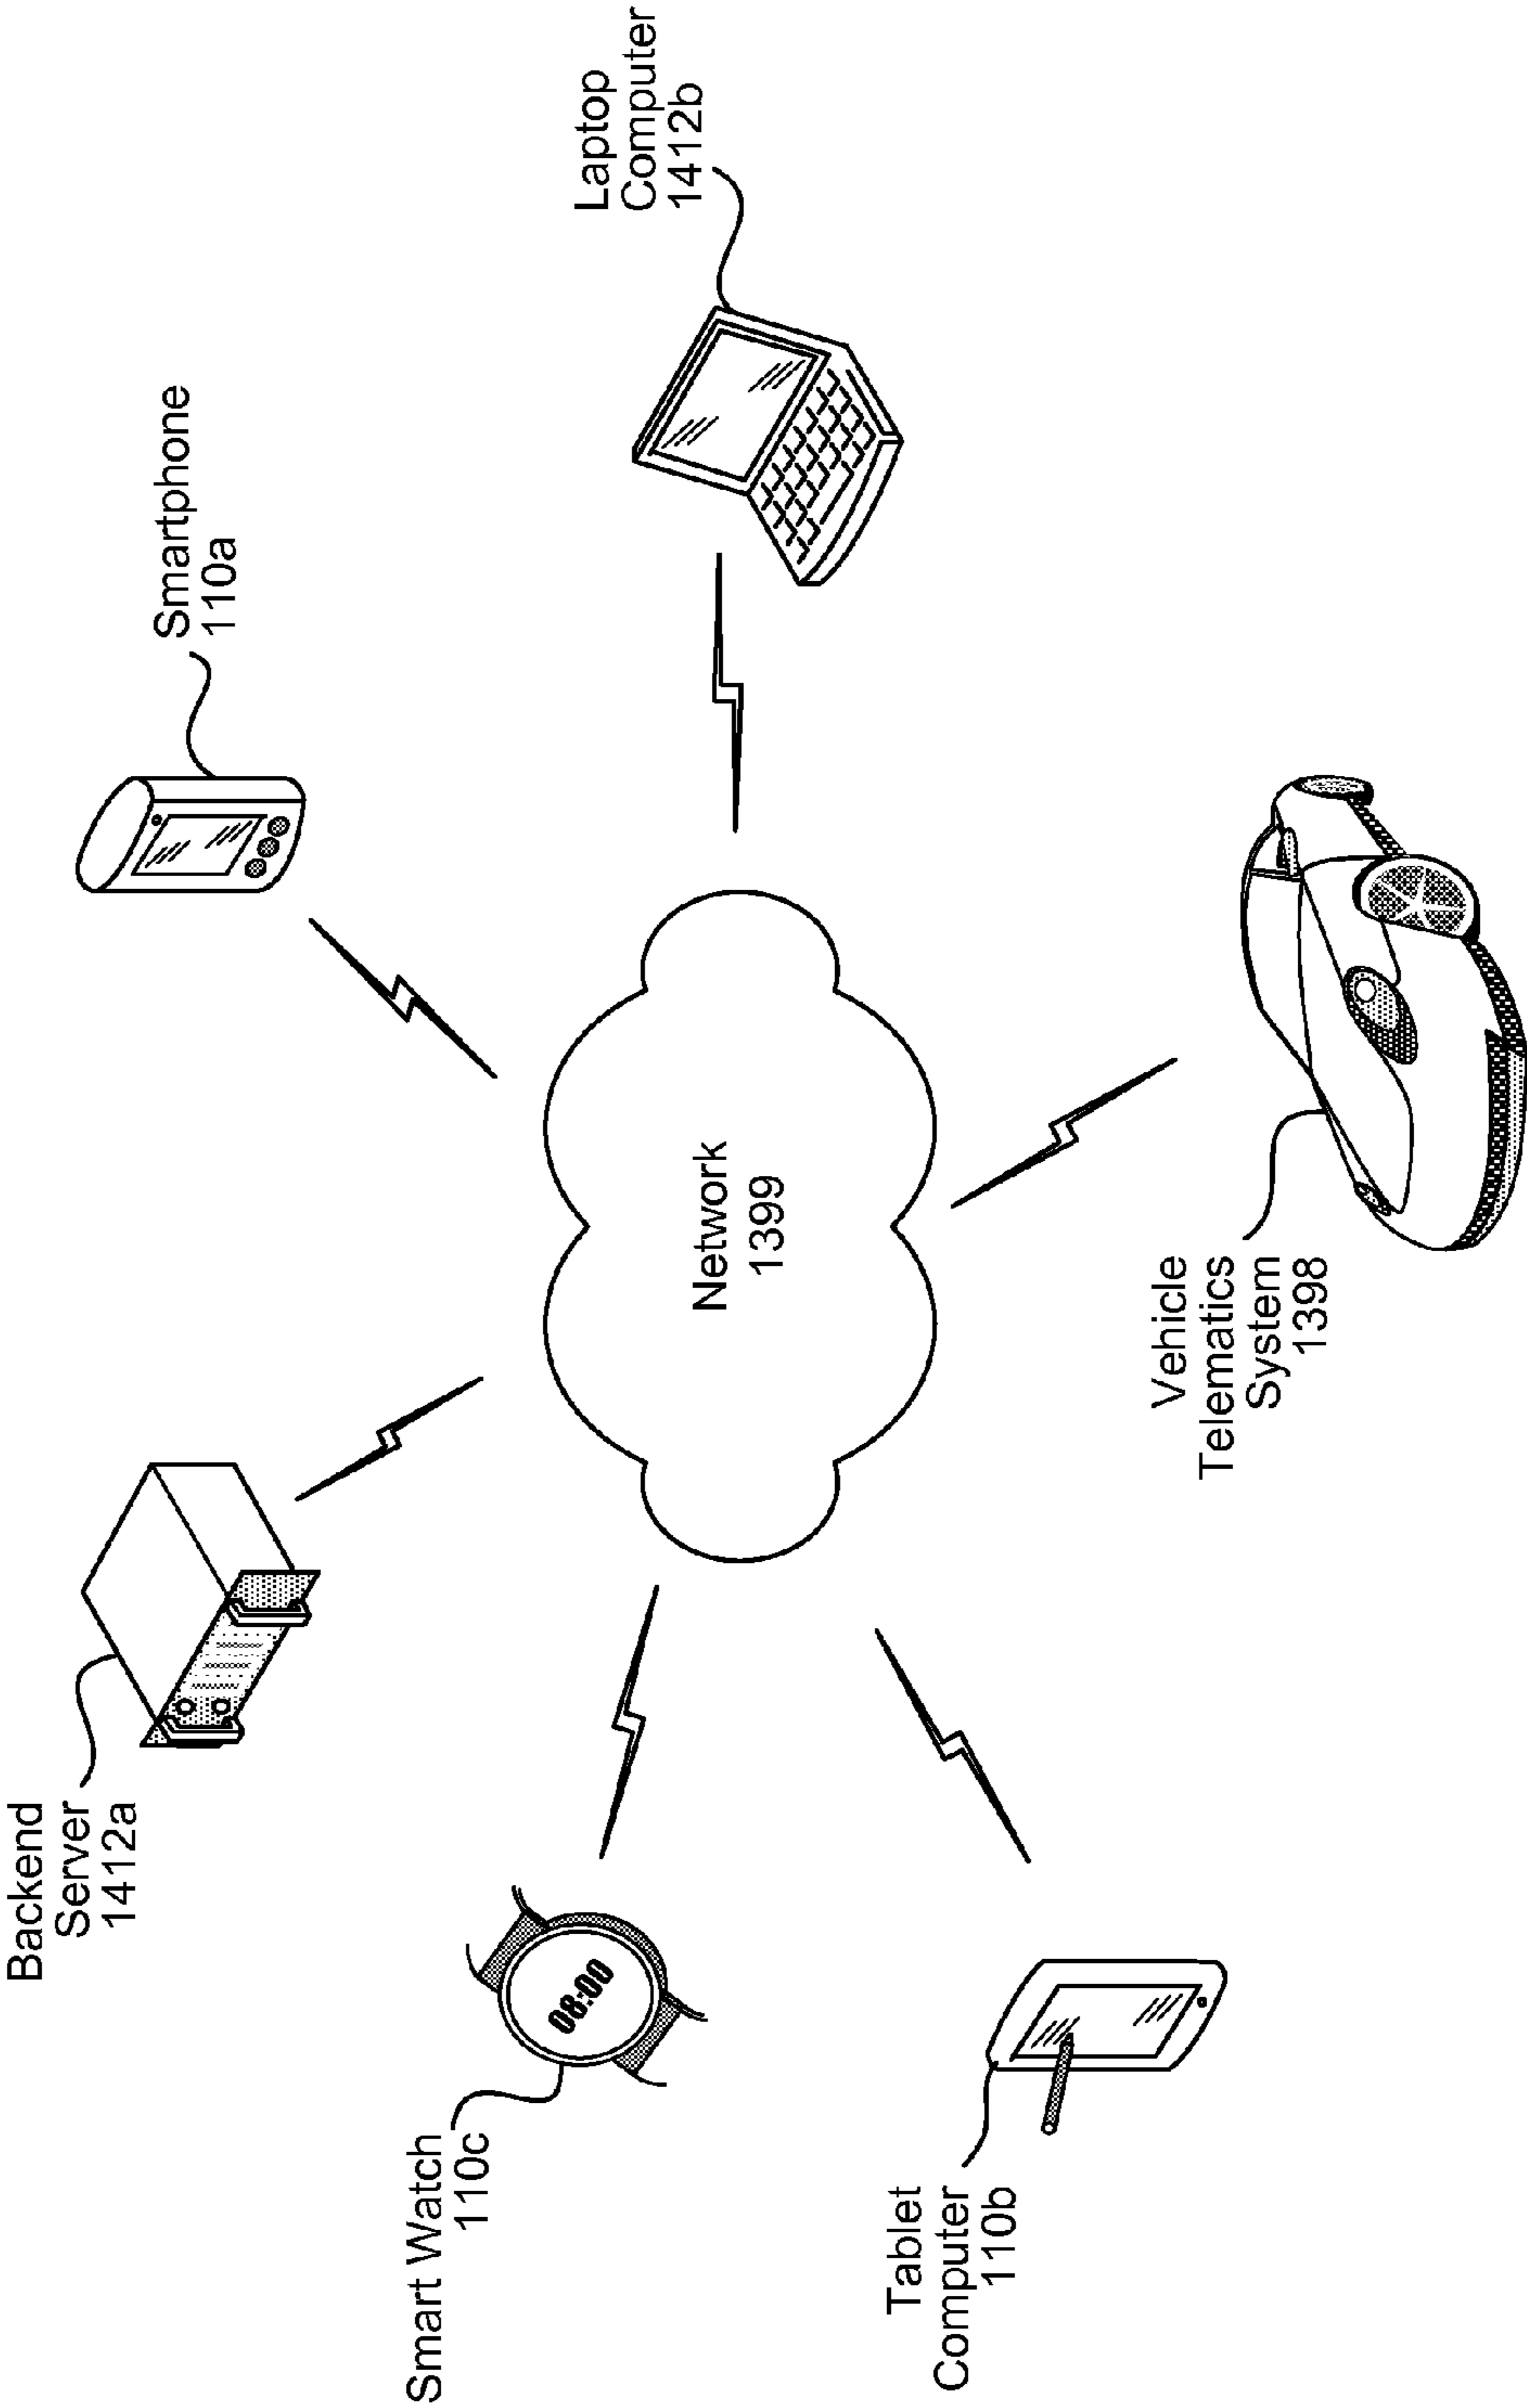 Backend
Server
1412a
Smartphone
110a
Smart Watch
110c
08:00
Network
1399
Laptop
Computer
1412b
Tablet
Computer
110b
Vehicle
Telematics
System
1398